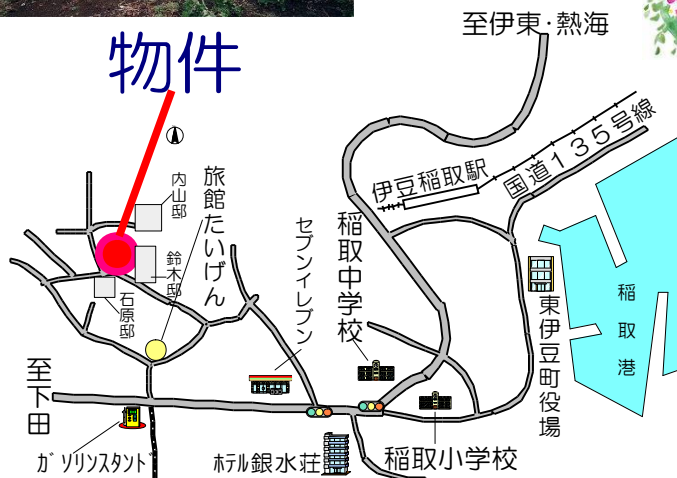 至伊東・熱海
物件
国道135号線
伊豆稲取駅
内山邸
旅館たいげん
セブンイレブン
稲取中学校
鈴木邸
石原邸
稲取港
東伊豆町役場
至下田
ガソリンスタンド
ホテル銀水荘
稲取小学校